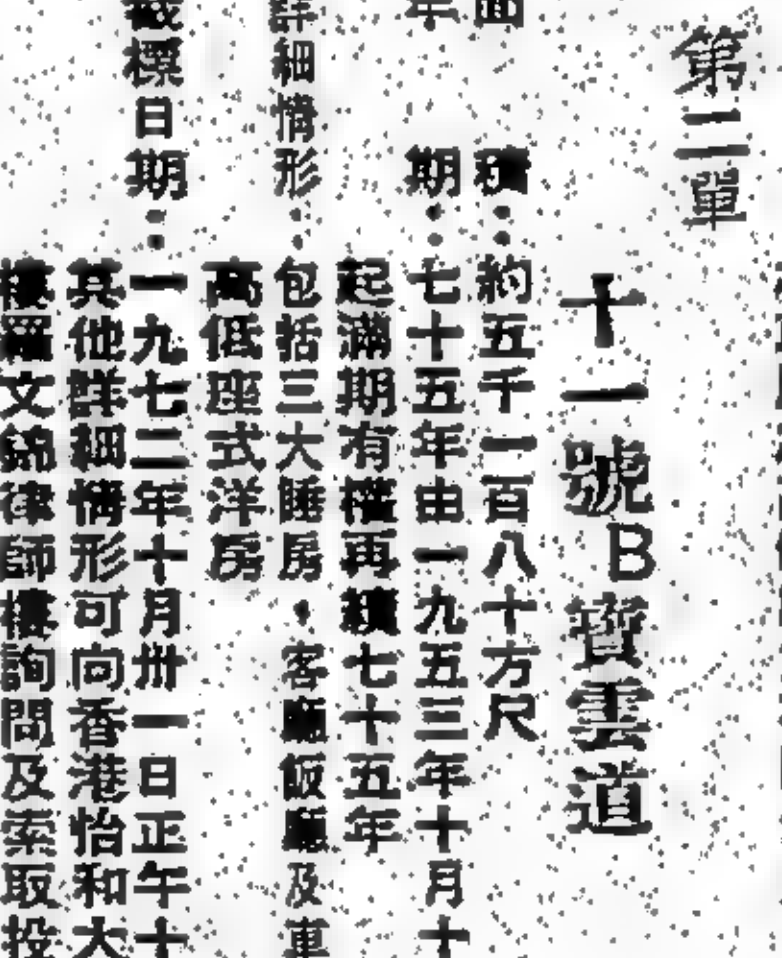 第二單
十一號B寶雲道
面積：約五千一百八十方尺
年期：七十五年由一九五三年十月十
起滿期有權再續七十五年
詳細情形：包括三大睡房，客廳飯廳及車
高低座式洋房
截標日期：一九七二年十月卅一日正午十
其他詳細情形可向香港怡和大
樓羅文錦律師樓詢問及索取投